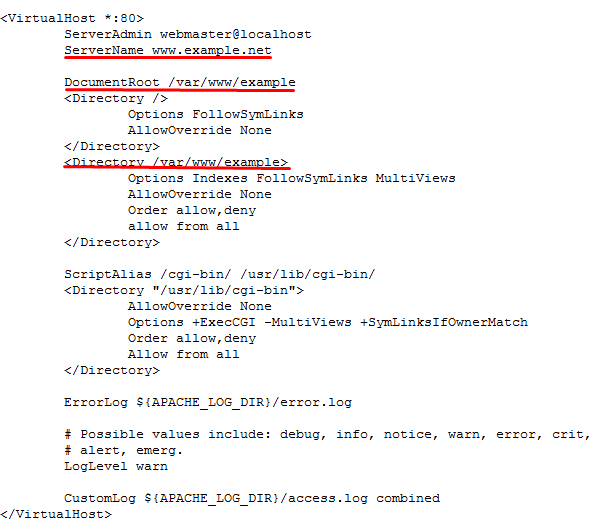 <VirtualHost *:80>
ServerAdmin webmaster@localhost
ServerName www.example.net
DocumentRoot /var/www/example
<Directory />
Options FollowSymLinks
AllowOverride None
</Directory>
<Directory /var/www/example>
Options Indexes FollowSymLinks MultiViews
AllowOverride None
Order allow,deny
allow from all
</Directory>
ScriptAlias /cgi-bin/ /usr/lib/cgi-bin/
<Directory "/usr/lib/cgi-bin">
AllowOverride None
Options +ExecCGI -MultiViews +SymLinksIfOwnerMatch
Order allow,deny
Allow from all
</Directory>
ErrorLog ${APACHE_LOG_DIR}/error.log
# Possible values include: debug, info, notice, warn, error, crit,
# alert, emerg.
LogLevel warn
CustomLog ${APACHE_LOG_DIR}/access.log combined
</VirtualHost>